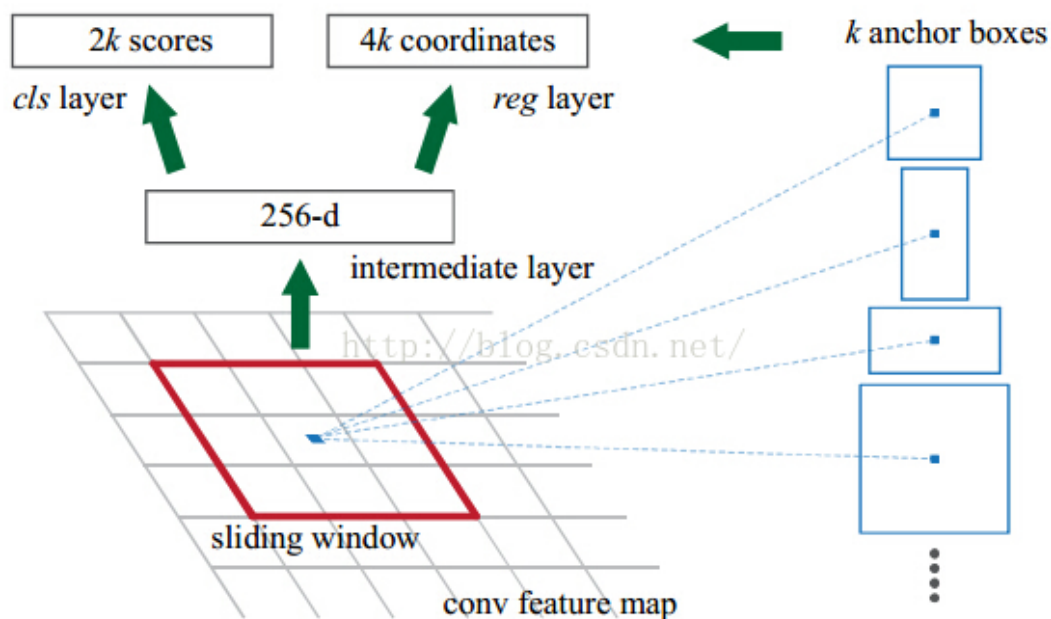 2k scores
4k coordinates
k anchor boxes
cls layer
reg layer
256-d
intermediate layer
http://blog.csdn.net/
sliding window
conv feature map